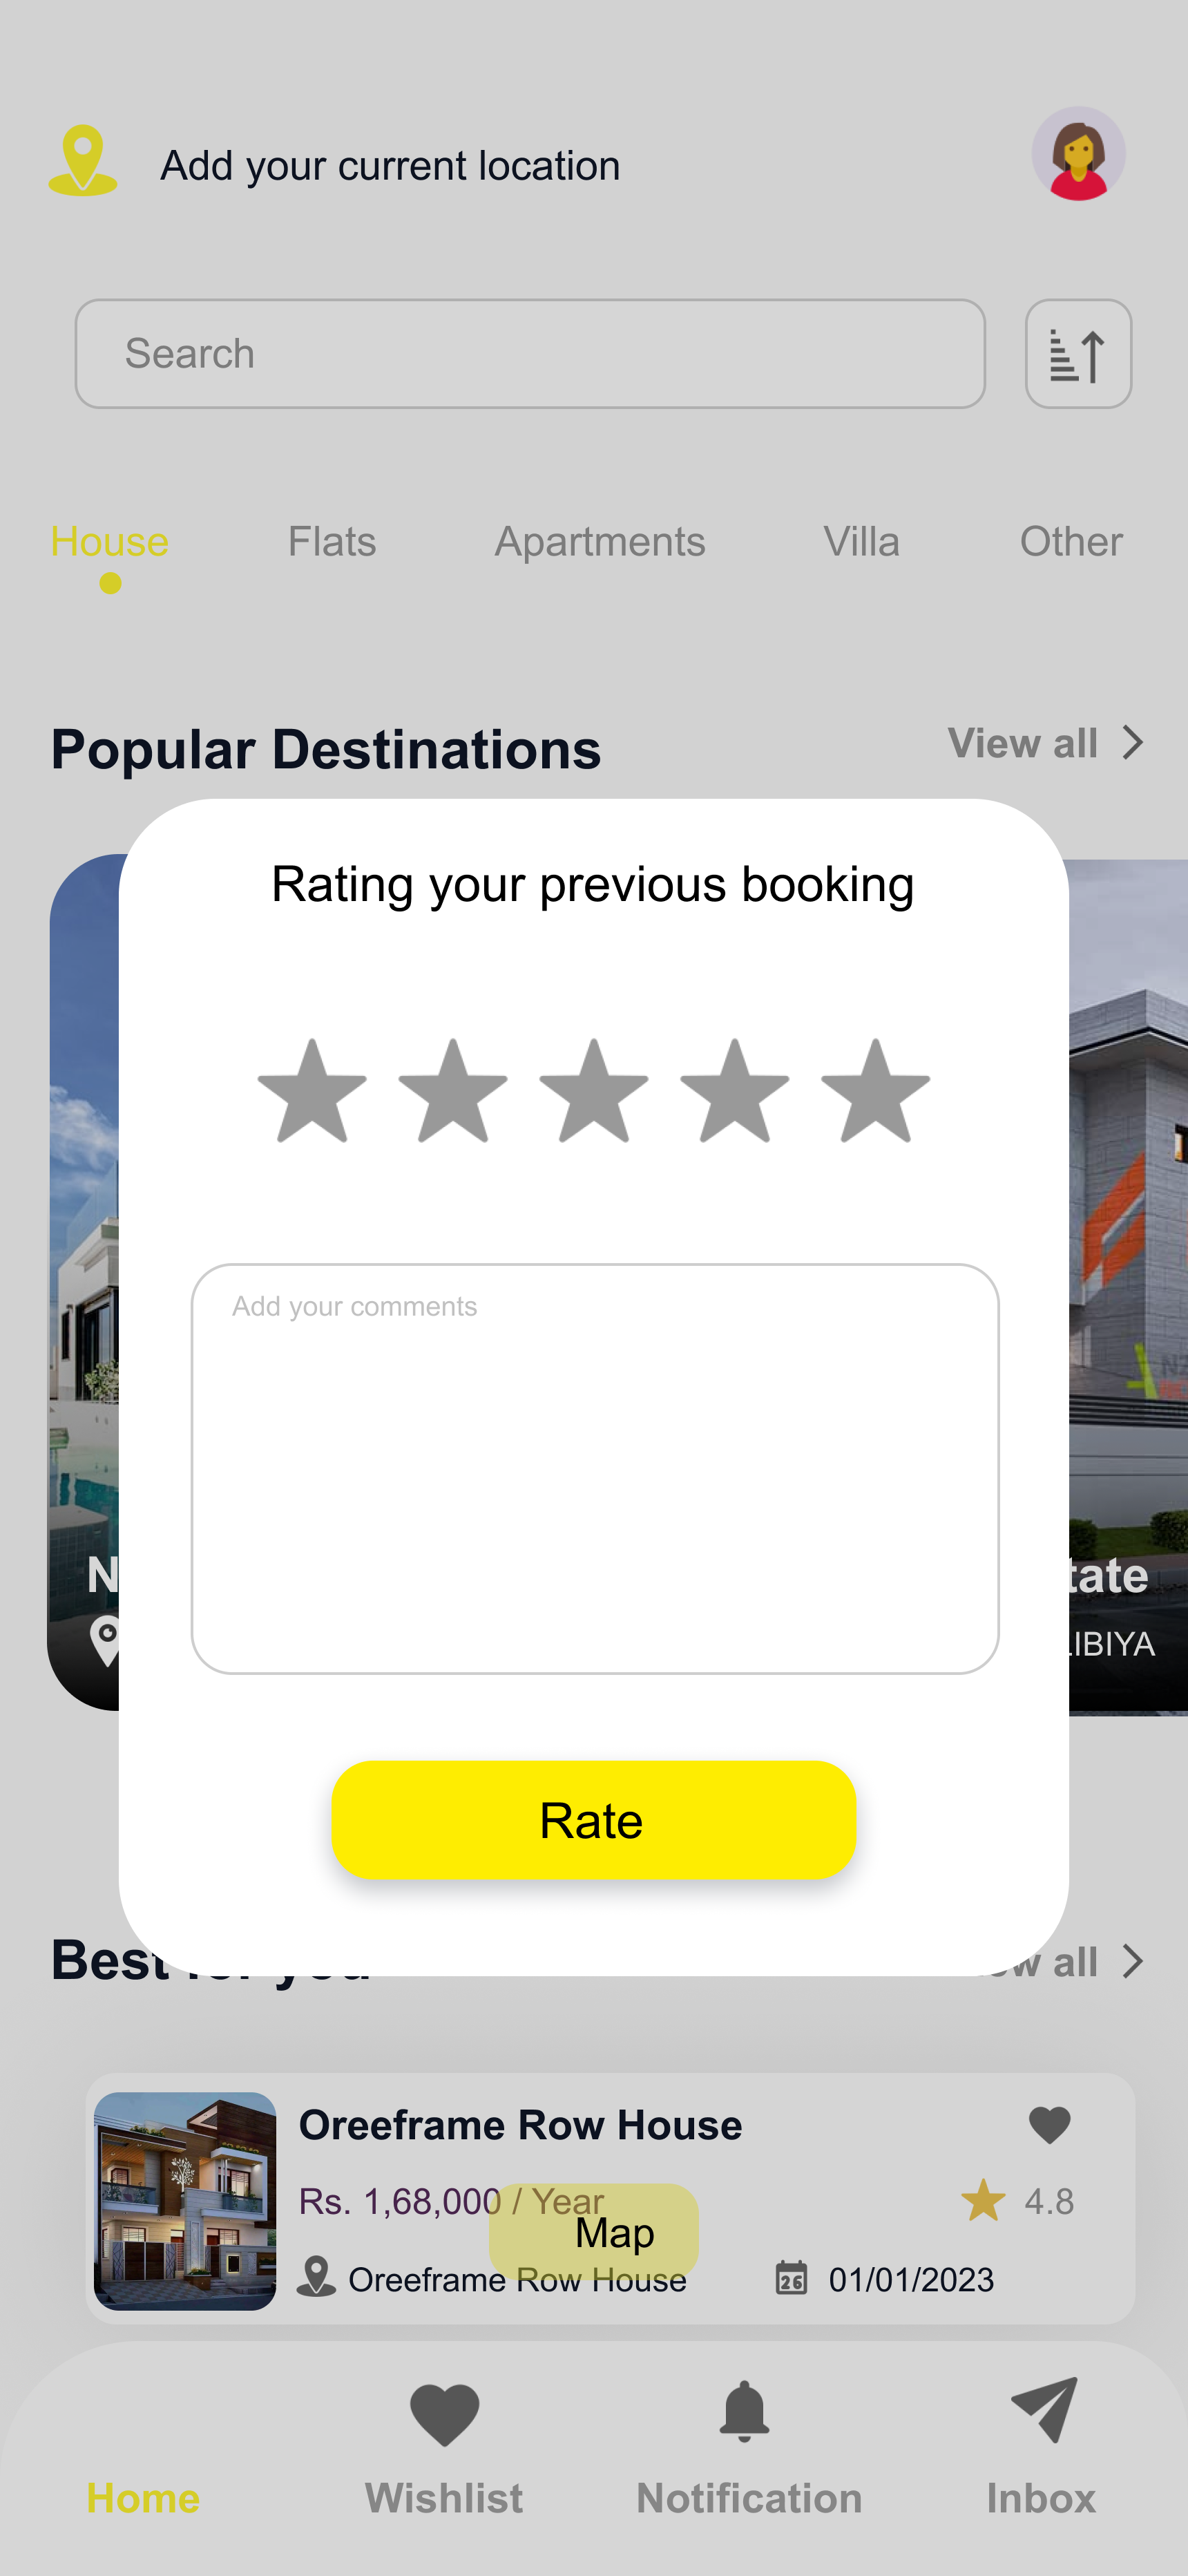 Add your current location
Search
House Flats Apartments Villa Other
Popular Destinations View all
Rating your previous booking
Add your comments
N
tate
LIBIYA
Rate
Best for you
all
Oreeframe Row House
Rs. 1,68,000 / Year 4.8
Map
Oreeframe Row House 26 01/01/2023
Home Wishlist Notification Inbox